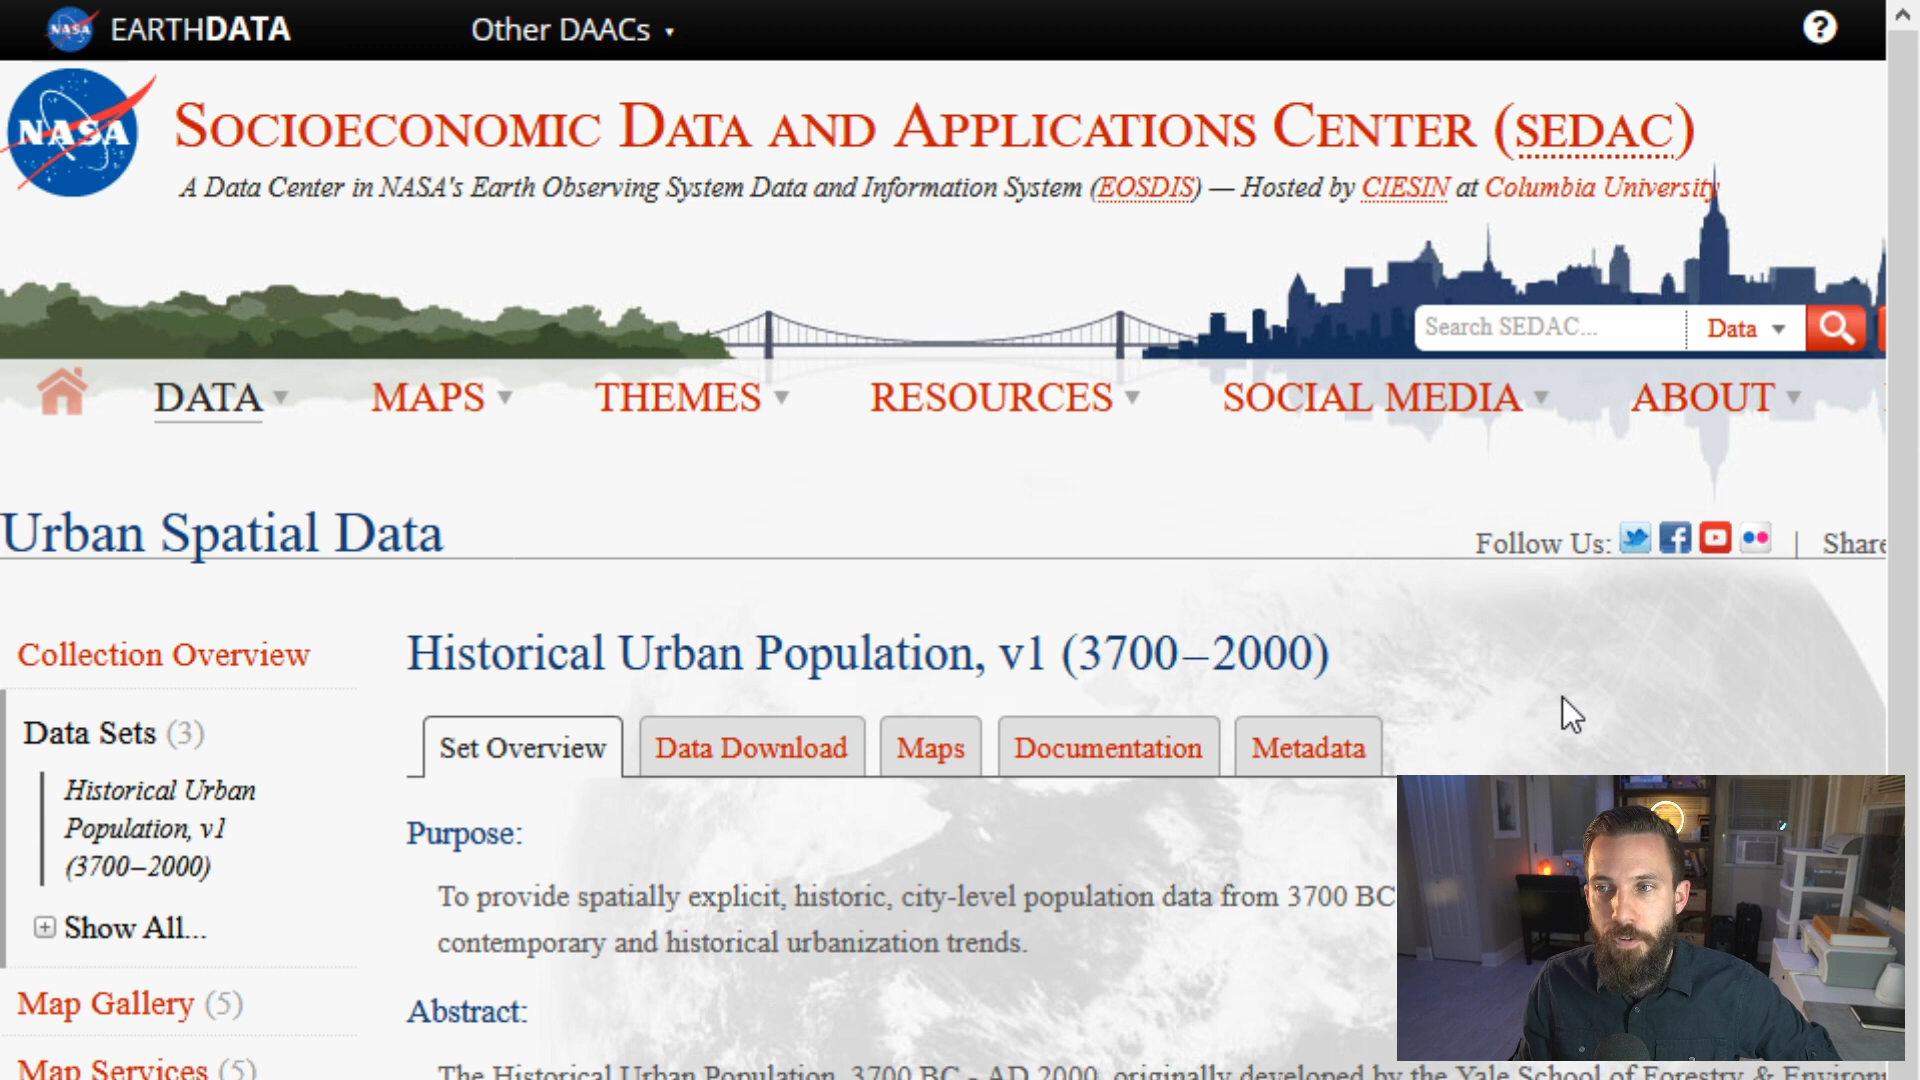 NASA EARTHDATA Other DAACs ?
NASA
SOCIOECONOMIC DATA AND APPLICATIONS CENTER (SEDAC)
A Data Center in NASA's Earth Observing System Data and Information System (EOSDIS) — Hosted by CIESIN at Columbia University
Search SEDAC... Data
DATA MAPS THEMES RESOURCES SOCIAL MEDIA ABOUT
Urban Spatial Data
Follow Us: | Share
Collection Overview
Data Sets (3)
Historical Urban
Population, v1
(3700–2000)
Show All...
Map Gallery (5)
Map Services (5)
Historical Urban Population, v1 (3700–2000)
Set Overview Data Download Maps Documentation Metadata
Purpose:
To provide spatially explicit, historic, city-level population data from 3700 BC
contemporary and historical urbanization trends.
Abstract:
The Historical Urban Population, 3700 BC - AD 2000, originally developed by the Yale School of Forestry & Environ